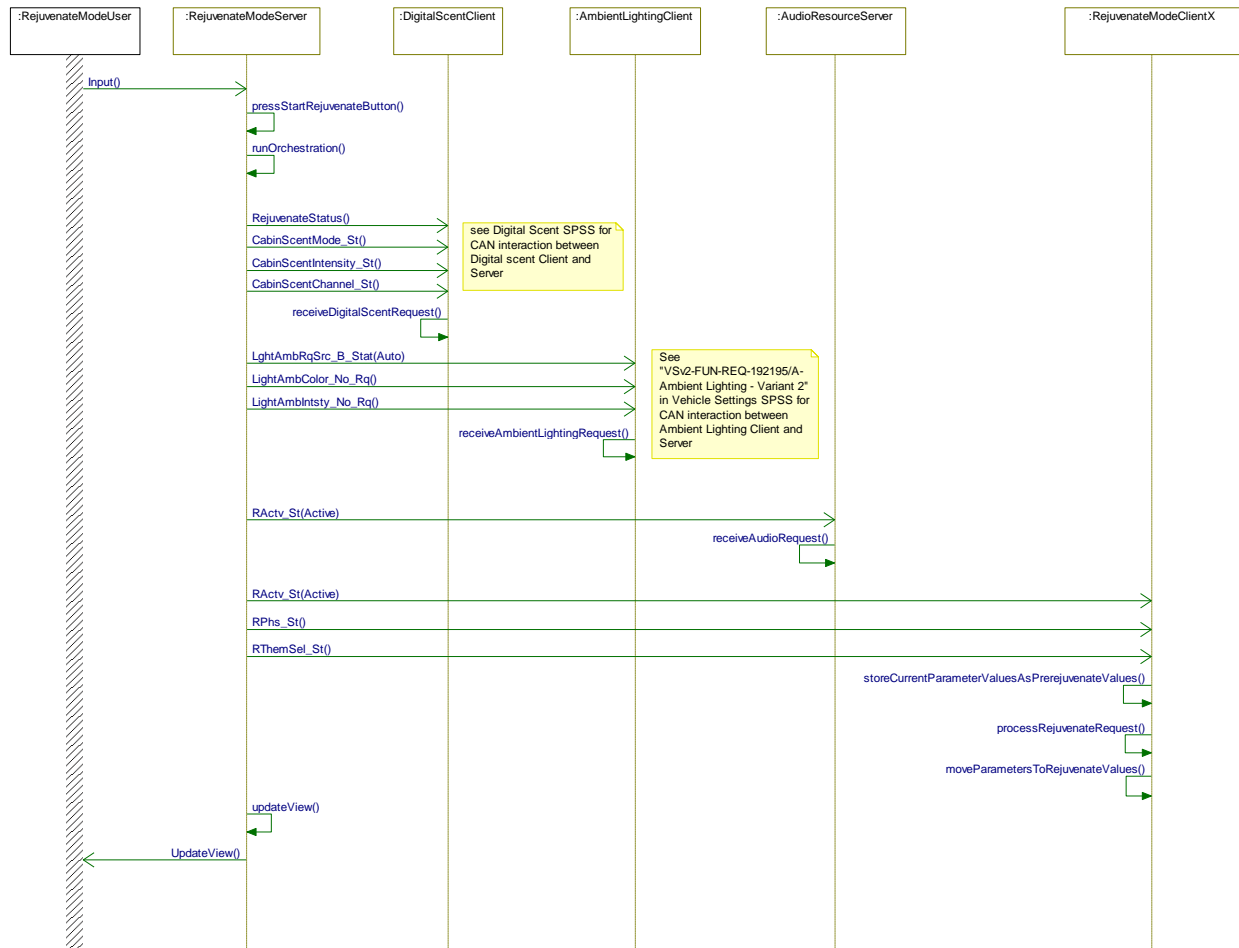 :RejuvenateModeUser
:RejuvenateModeServer
:DigitalScentClient
:AmbientLightingClient
:AudioResourceServer
:RejuvenateModeClientX
Input()
pressStartRejuvenateButton()
runOrchestration()
RejuvenateStatus()
CabinScentMode_St()
CabinScentIntensity_St()
CabinScentChannel_St()
see Digital Scent SPSS for
CAN interaction between
Digital scent Client and
Server
receiveDigitalScentRequest()
LghtAmbRqSrc_B_Stat(Auto)
LightAmbColor_No_Rq()
LightAmbIntsty_No_Rq()
See
"VSv2-FUN-REQ-192195/A-
Ambient Lighting - Variant 2"
in Vehicle Settings SPSS for
CAN interaction between
Ambient Lighting Client and
Server
receiveAmbientLightingRequest()
RActv_St(Active)
receiveAudioRequest()
RActv_St(Active)
RPhs_St()
RThemSel_St()
storeCurrentParameterValuesAsPrerejuvenateValues()
processRejuvenateRequest()
moveParametersToRejuvenateValues()
updateView()
UpdateView()